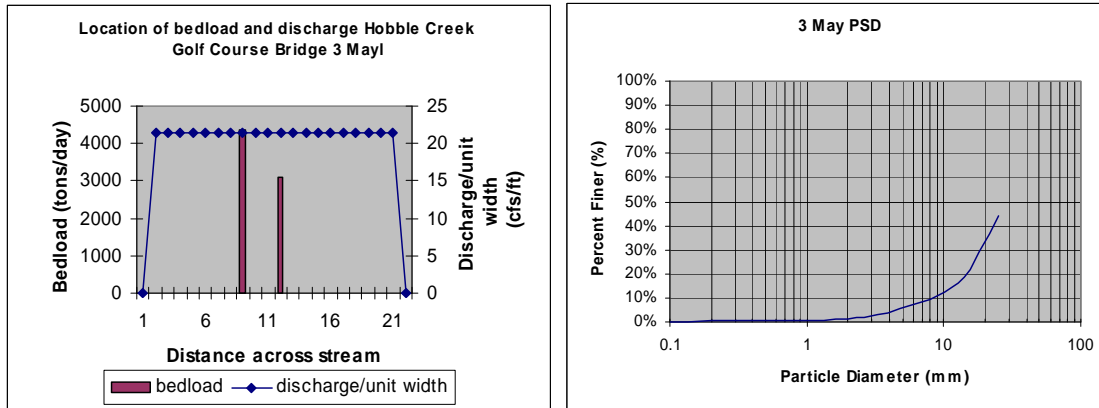 Location of bedload and discharge Hobble Creek
Golf Course Bridge 3 Mayl
5000
4000
3000
2000
1000
0
Bedload (tons/day)
25
20
15
10
5
0
Discharge/unit
width
(cfs/ft)
1 6 11 16 21
Distance across stream
bedload discharge/unit width
3 May PSD
100%
90%
80%
70%
60%
50%
40%
30%
20%
10%
0%
Percent Finer (%)
0.1 1 10 100
Particle Diameter (mm)